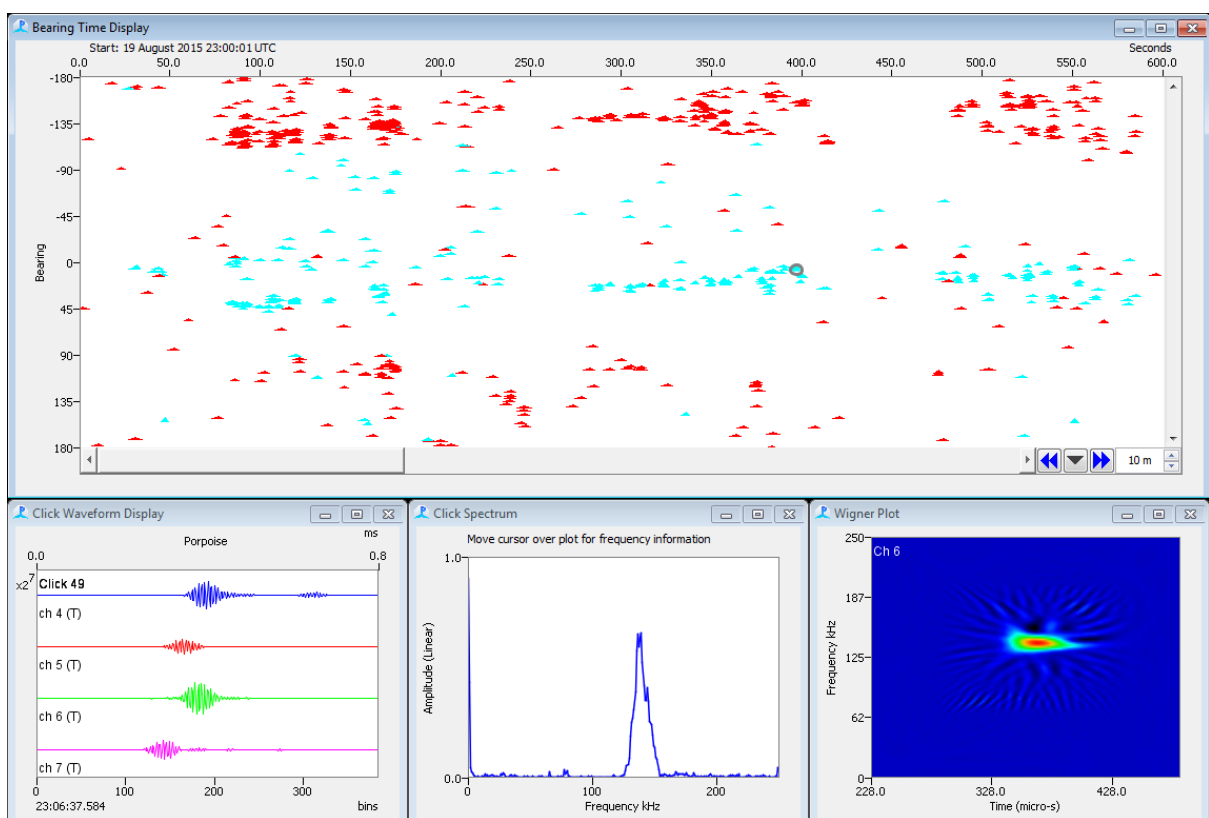 Bearing Time Display
Start: 19 August 2015 23:00:01 UTC Seconds
0.0 50.0 100.0 150.0 200.0 250.0 300.0 350.0 400.0 450.0 500.0 550.0 600.0
-180
-135
-90
-45
0
45
90
135
180
Bearing
10 m
Click Waveform Display
Porpoise ms
0.0 0.8
x2^7 Click 49
ch 4 (T)
ch 5 (T)
ch 6 (T)
ch 7 (T)
0 100 200 300
23:06:37.584 bins
Click Spectrum
Move cursor over plot for frequency information
1.0
Amplitude (Linear)
0.0
0 100 200
Frequency kHz
Wigner Plot
250
Ch 6
187
125
62
0
Frequency kHz
228.0 328.0 428.0
Time (micro-s)